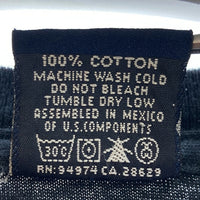 100% COTTON
MACHINE WASH COLD
DO NOT BLEACH
TUMBLE DRY LOW
ASSEMBLED IN MEXICO
OF U.S.COMPONENTS
30C
RN: 94974 CA. 28629